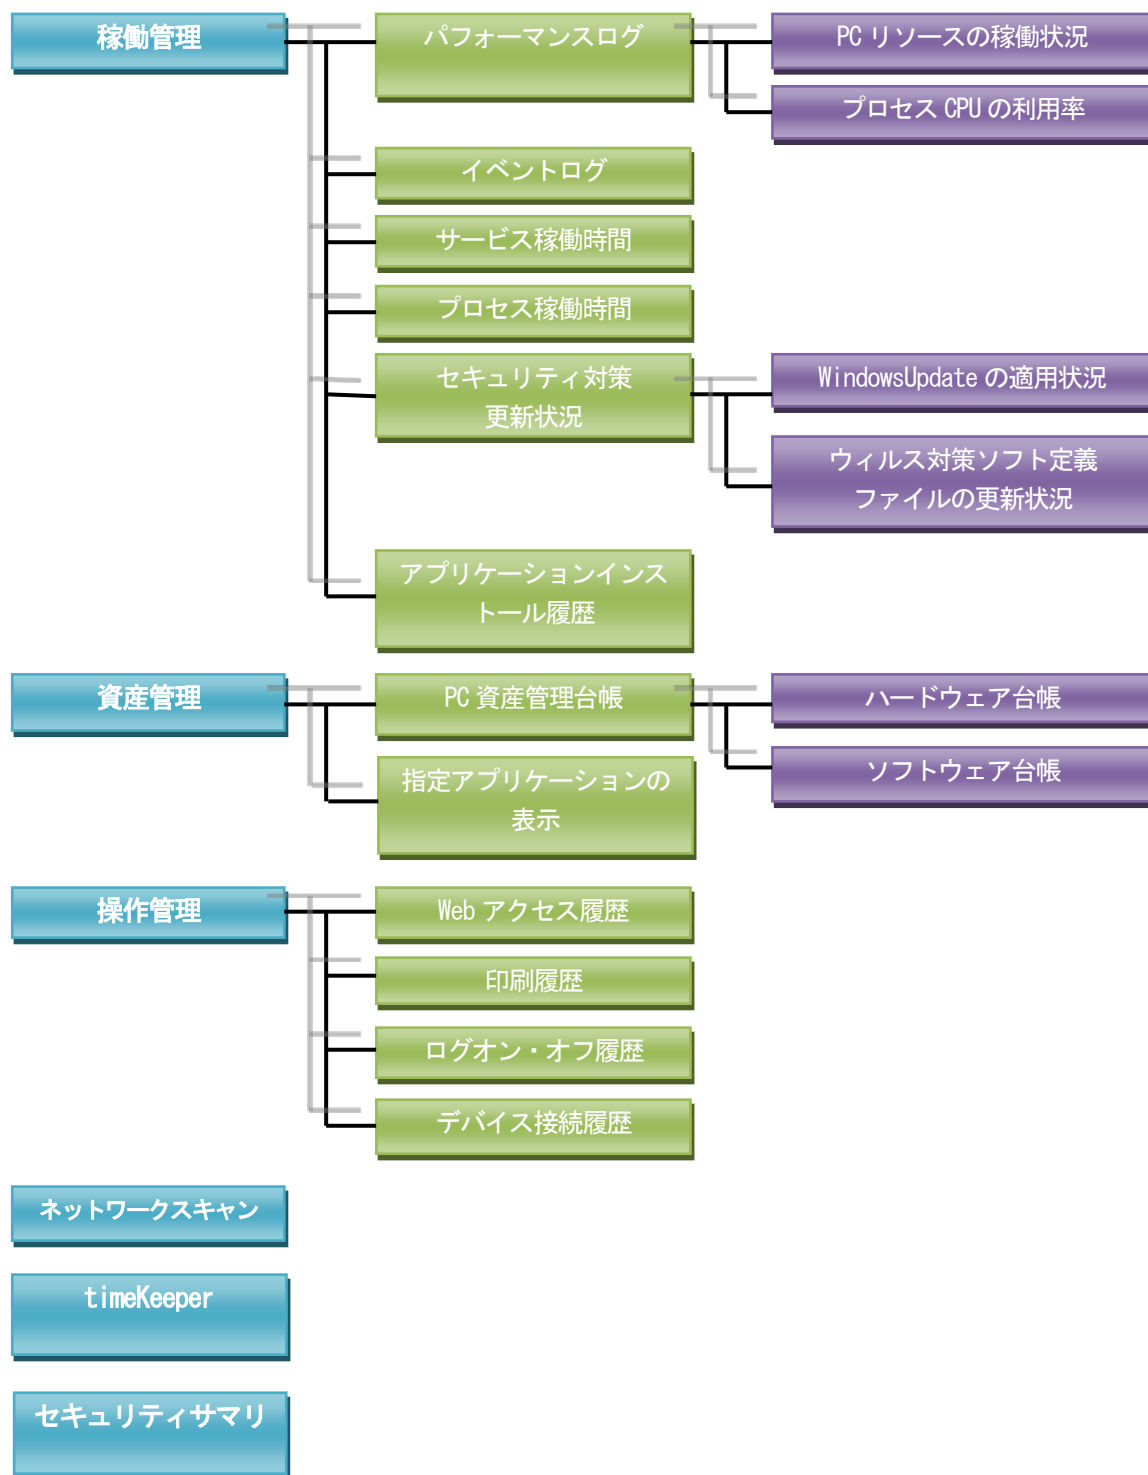 稼働管理
パフォーマンスログ
PC リソースの稼働状況
プロセス CPU の利用率
イベントログ
サービス稼働時間
プロセス稼働時間
セキュリティ対策
更新状況
WindowsUpdate の適用状況
ウィルス対策ソフト定義
ファイルの更新状況
アプリケーションインス
トール履歴
資産管理
PC 資産管理台帳
ハードウェア台帳
ソフトウェア台帳
指定アプリケーションの
表示
操作管理
Web アクセス履歴
印刷履歴
ログオン・オフ履歴
デバイス接続履歴
ネットワークスキャン
timeKeeper
セキュリティサマリ